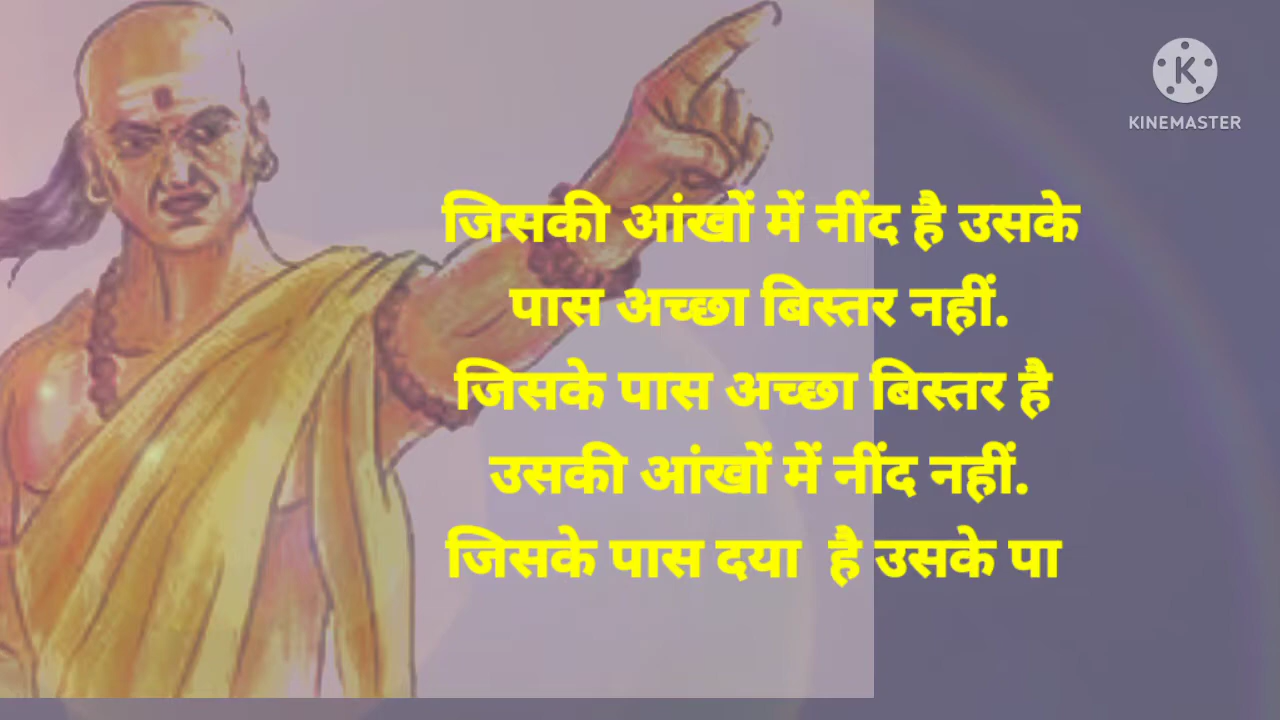 KINEMASTER
जिसकी आंखों में नींद है उसके
पास अच्छा बिस्तर नहीं.
जिसके पास अच्छा बिस्तर है
उसकी आंखों में नींद नहीं.
जिसके पास दया है उसके पा